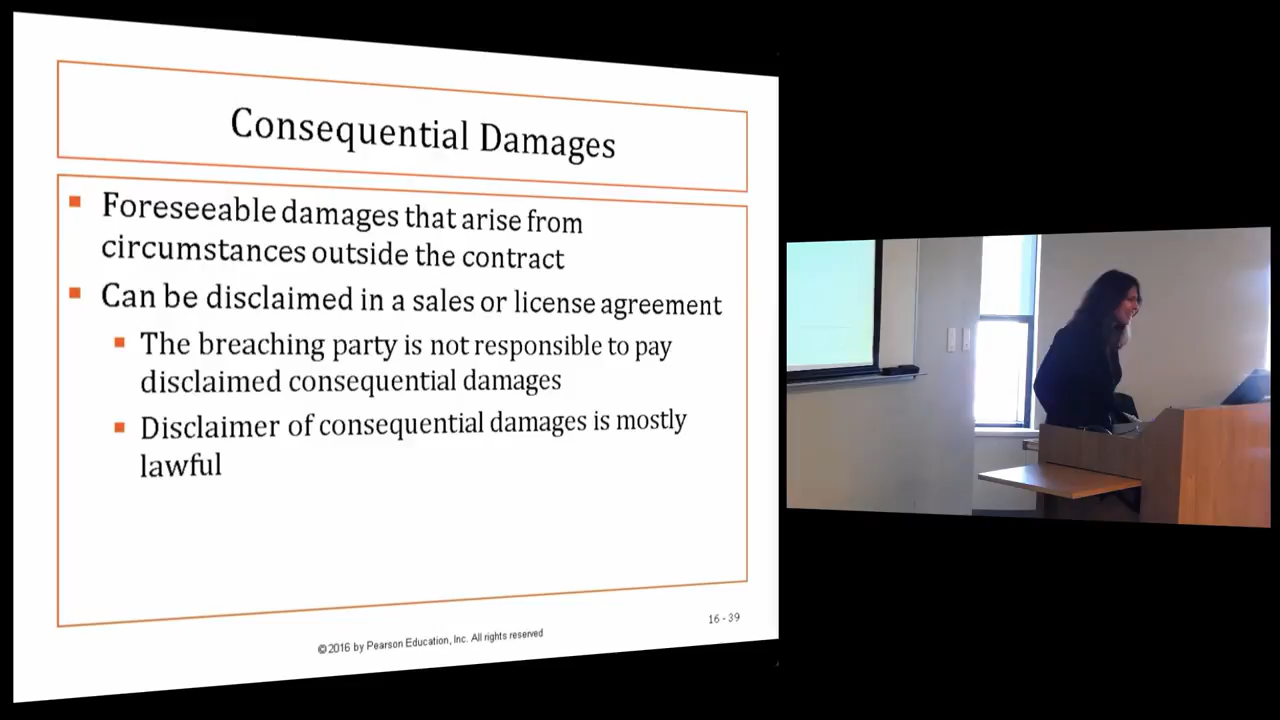 Consequential Damages
Foreseeable damages that arise from
circumstances outside the contract
Can be disclaimed in a sales or license agreement
The breaching party is not responsible to pay
disclaimed consequential damages
Disclaimer of consequential damages is mostly
lawful
16 - 39
©2016 by Pearson Education, Inc. All rights reserved